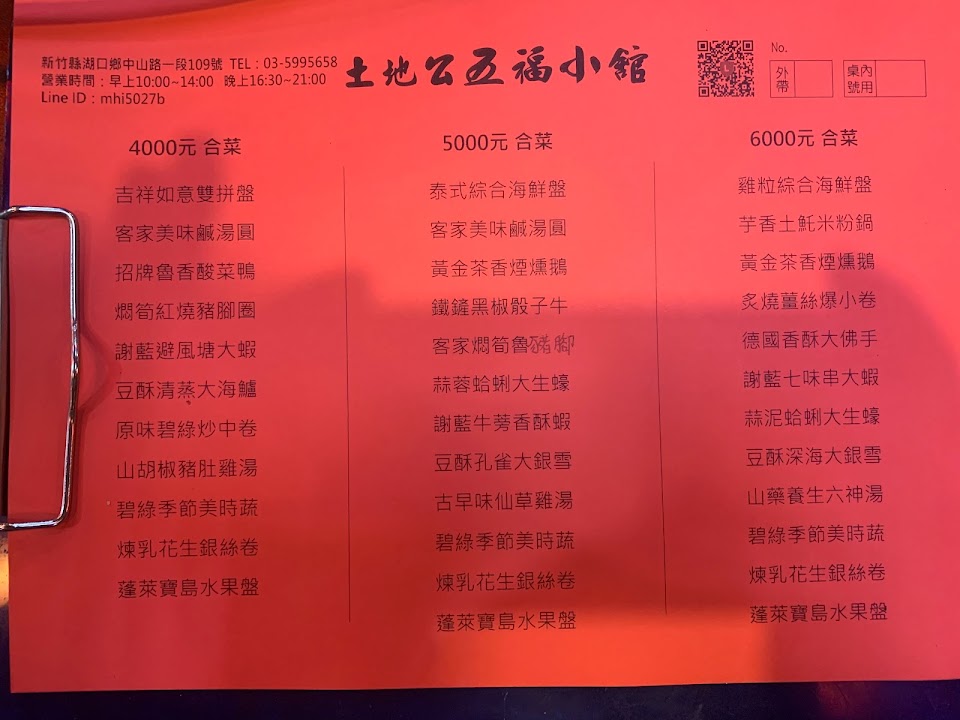 新竹縣湖口鄉中山路一段109號 TEL：03-5995658
營業時間：早上10:00~14:00 晚上16:30~21:00
Line ID：mhi5027b
土地公五福小館
No.
外帶
桌號 內用
4000元 合菜
吉祥如意雙拼盤
客家美味鹹湯圓
招牌魯香酸菜鴨
燜筍紅燒豬腳圈
謝藍避風塘大蝦
豆酥清蒸大海鱸
原味碧綠炒中卷
山胡椒豬肚雞湯
碧綠季節美時蔬
煉乳花生銀絲卷
蓬萊寶島水果盤
5000元 合菜
泰式綜合海鮮盤
客家美味鹹湯圓
黃金茶香煙燻鵝
鐵鏟黑椒骰子牛
客家燜筍魯豬腳
蒜蓉蛤蜊大生蠔
謝藍牛蒡香酥蝦
豆酥孔雀大銀雪
古早味仙草雞湯
碧綠季節美時蔬
煉乳花生銀絲卷
蓬萊寶島水果盤
6000元 合菜
雞粒綜合海鮮盤
芋香土魠米粉鍋
黃金茶香煙燻鵝
炙燒薑絲爆小卷
德國香酥大佛手
謝藍七味串大蝦
蒜泥蛤蜊大生蠔
豆酥深海大銀雪
山藥養生六神湯
碧綠季節美時蔬
煉乳花生銀絲卷
蓬萊寶島水果盤